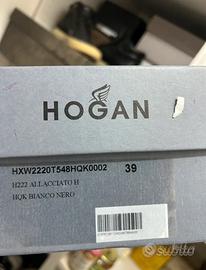 HOGAN
HXW2220T548HQK0002 39
H222 ALLACCIATO H
HQK BIANCO NERO
subito